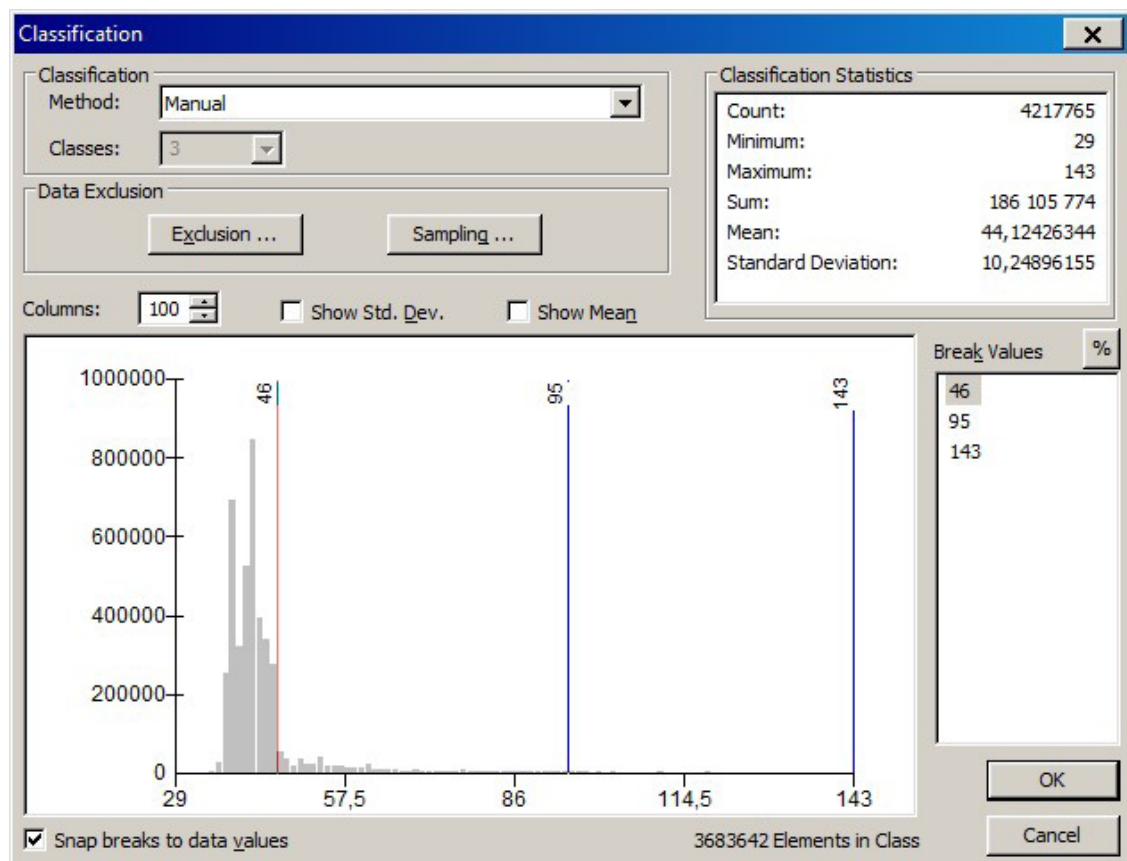 Classification
Classification
Method: Manual
Classes: 3
Data Exclusion
Exclusion ...
Sampling ...
Classification Statistics
Count: 4217765
Minimum: 29
Maximum: 143
Sum: 186 105 774
Mean: 44,12426344
Standard Deviation: 10,24896155
Columns: 100
Show Std. Dev.
Show Mean
Break Values
%
46
95
143
1000000
800000
600000
400000
200000
0
46
95
143
29 57,5 86 114,5 143
Snap breaks to data values
3683642 Elements in Class
OK
Cancel